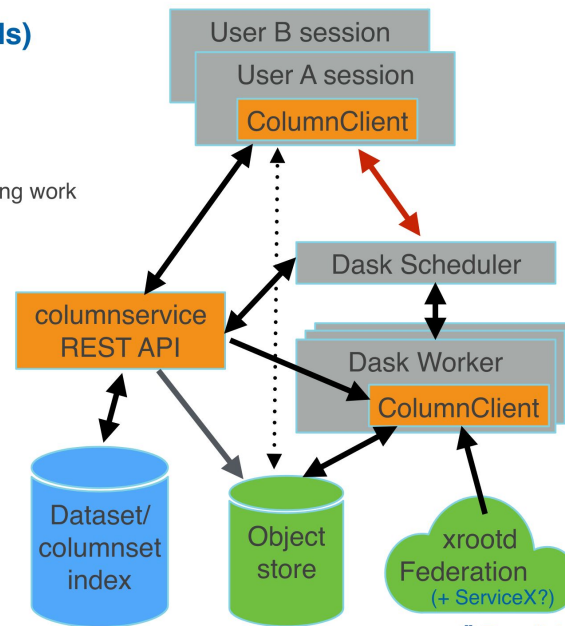 ls)
User B session
User A session
ColumnClient
ng work
Dask Scheduler
columnservice
REST API
Dask Worker
ColumnClient
Dataset/
columnset
index
Object
store
xrootd
Federation
(+ ServiceX?)